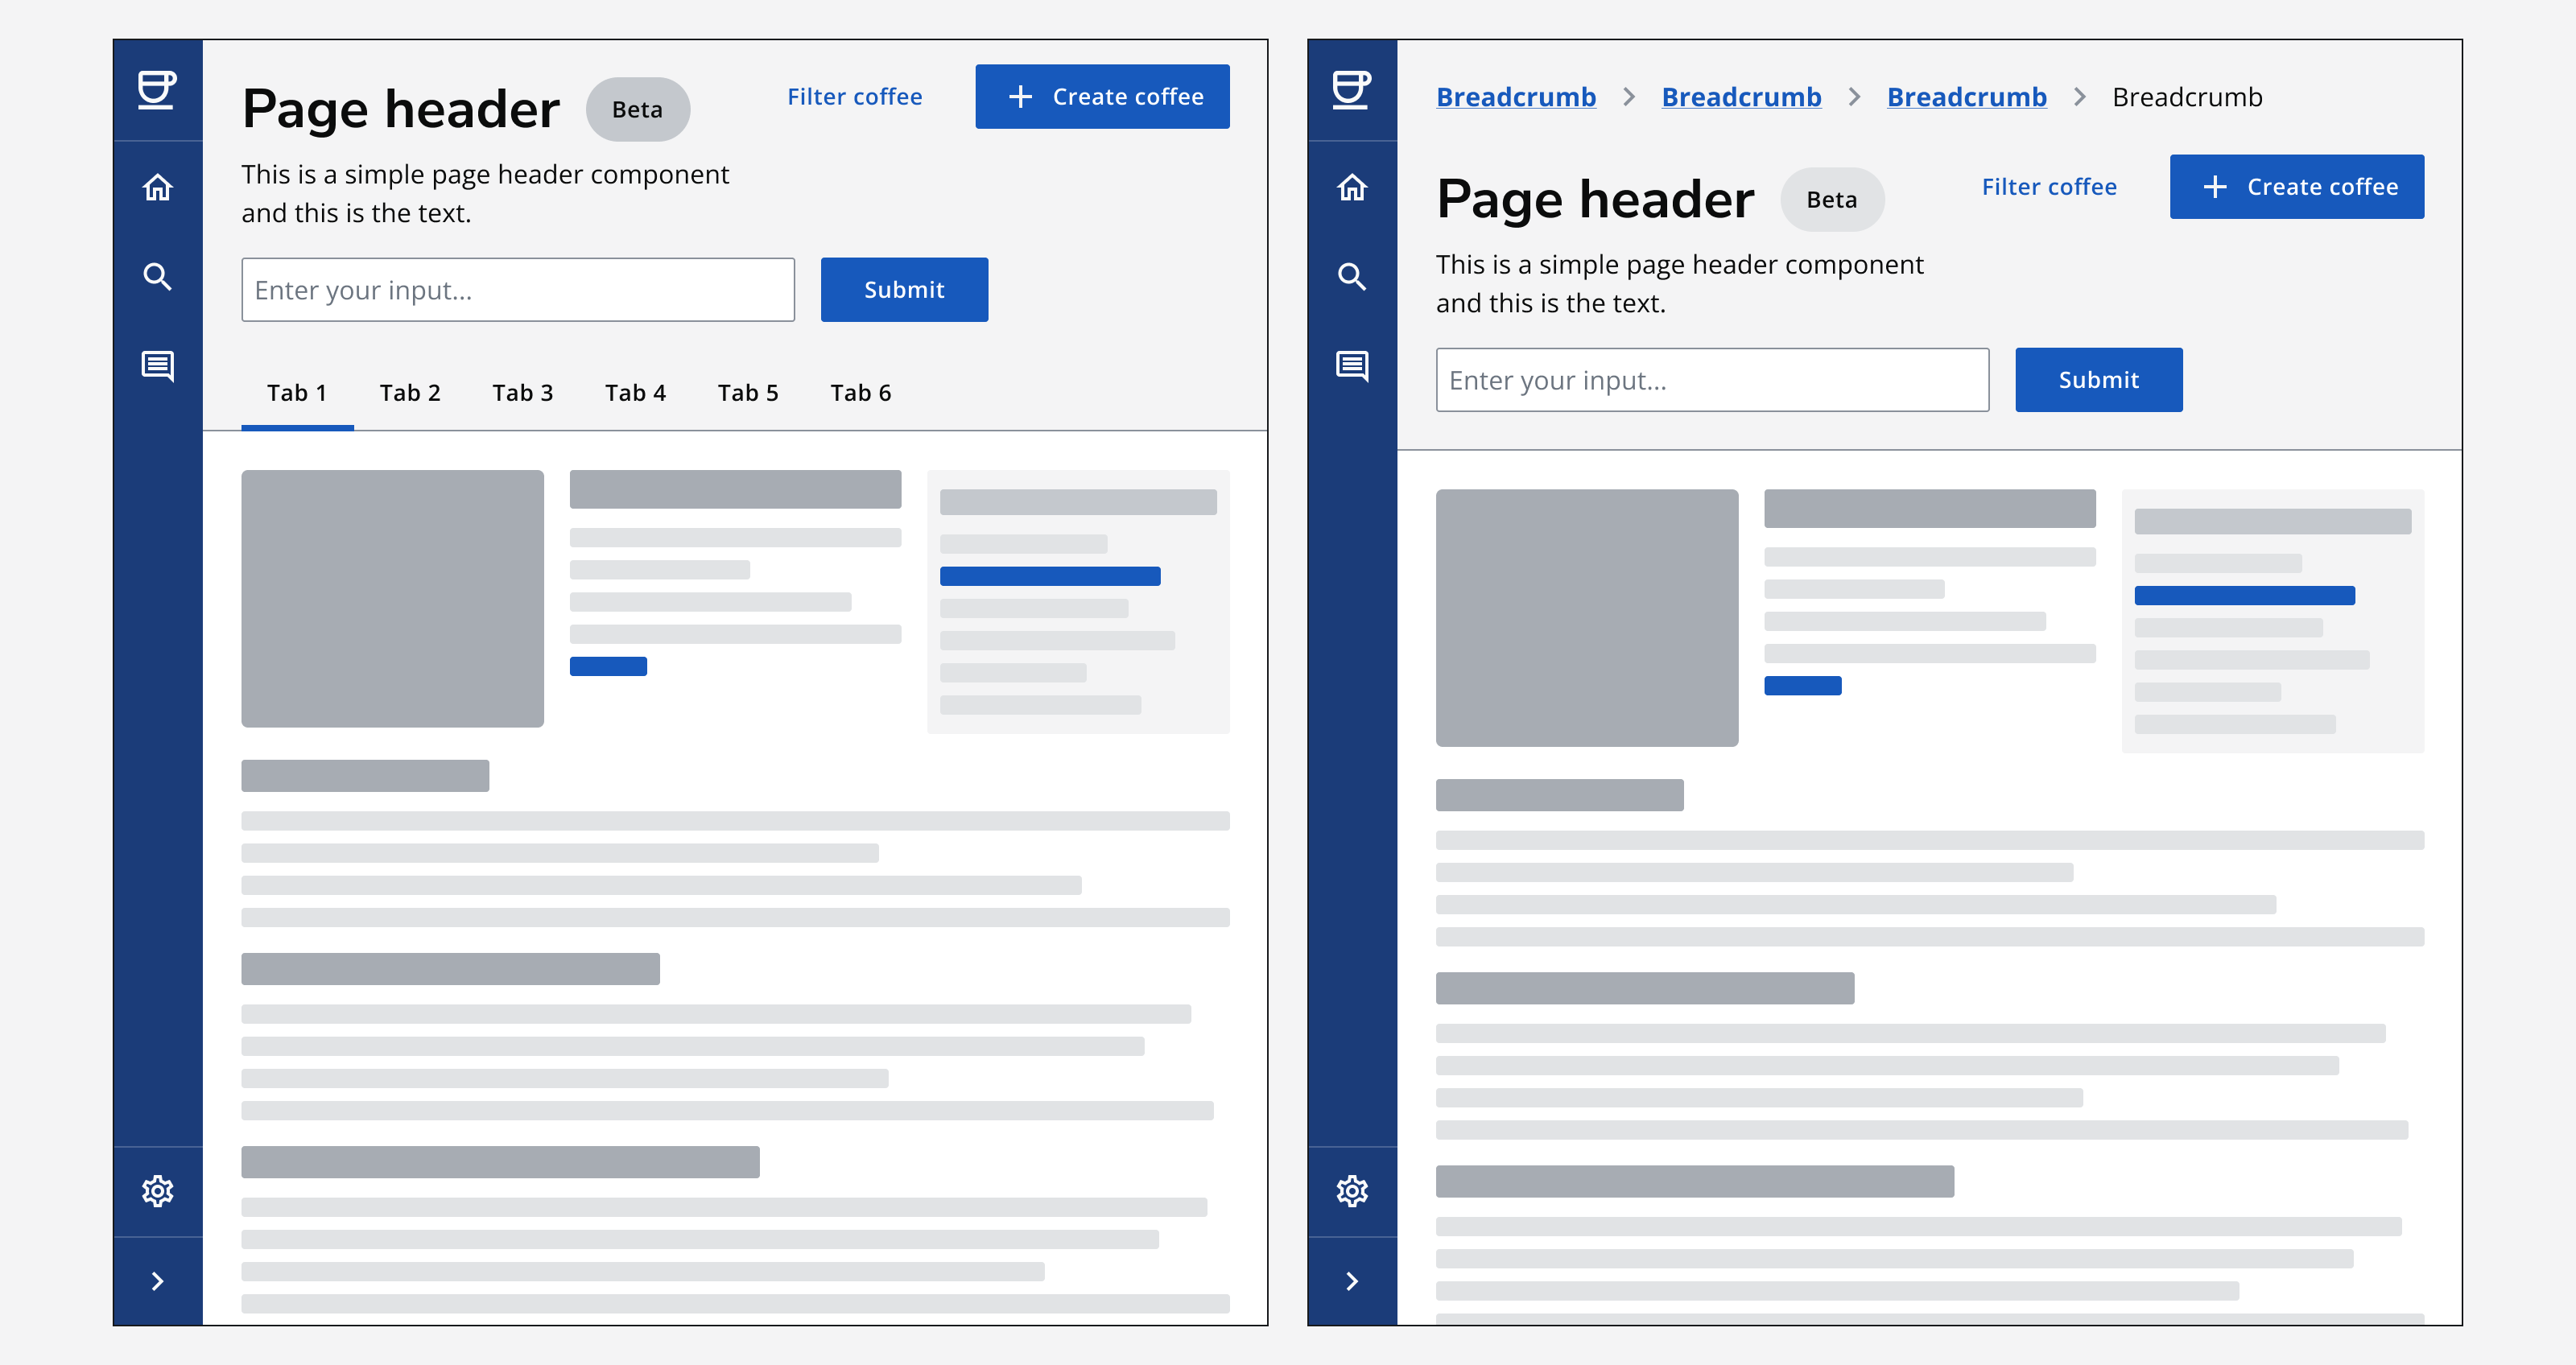 Page header
Beta
Filter coffee
Create coffee
This is a simple page header component
and this is the text.
Enter your input...
Submit
Tab 1
Tab 2
Tab 3
Tab 4
Tab 5
Tab 6
Breadcrumb
Breadcrumb
Breadcrumb
Breadcrumb
Page header
Beta
Filter coffee
Create coffee
This is a simple page header component
and this is the text.
Enter your input...
Submit